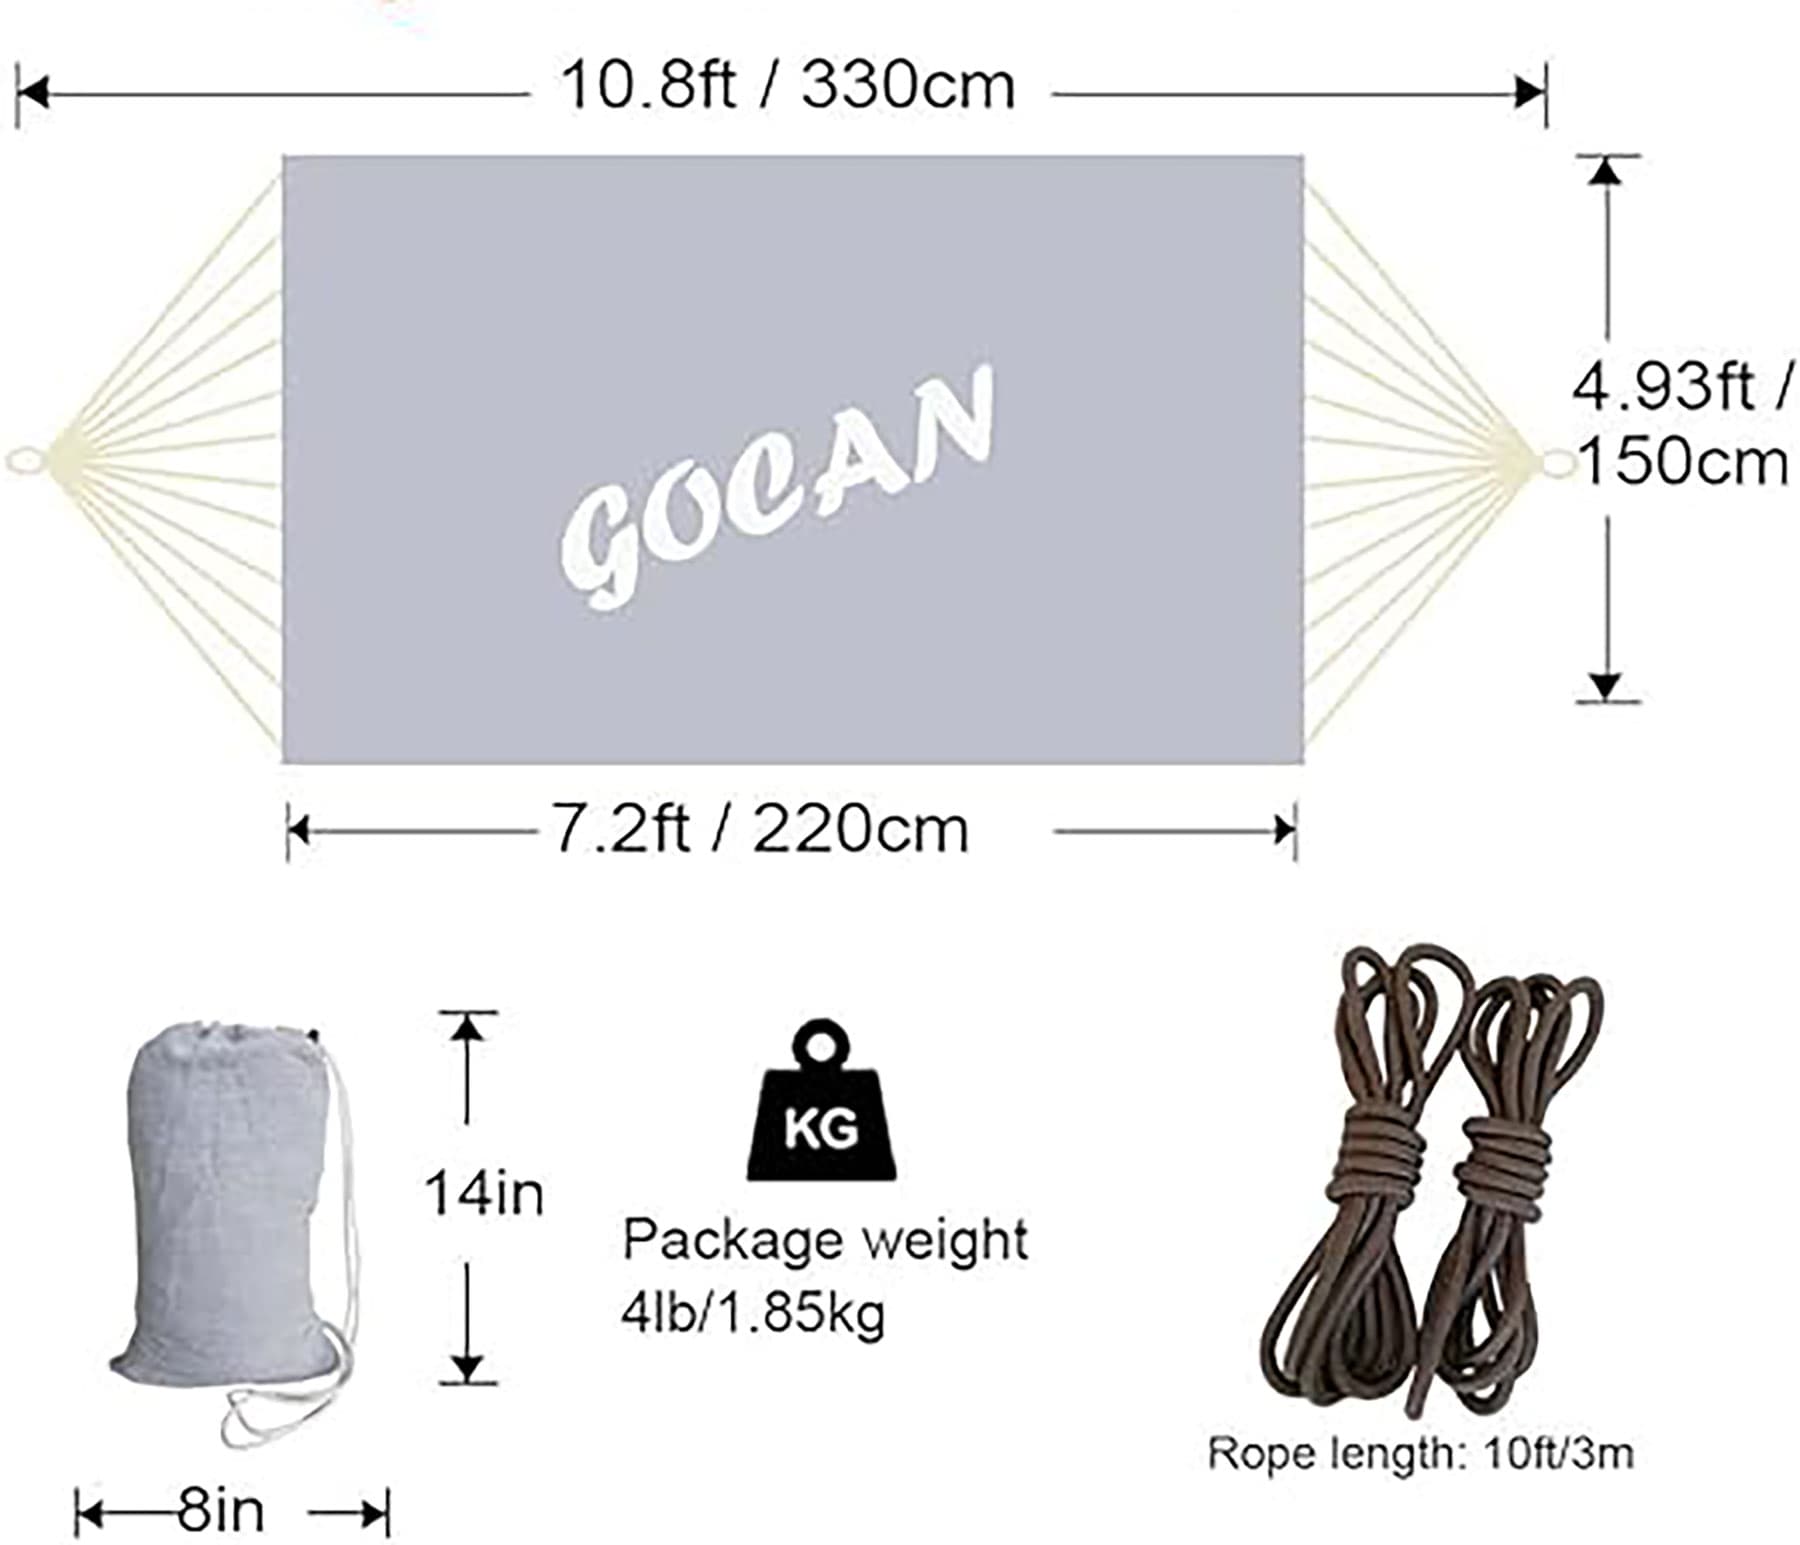 10.8ft / 330cm
4.93ft /
150cm
GOCAN
7.2ft / 220cm
14in
KG
Package weight
4lb/1.85kg
Rope length: 10ft/3m
8in